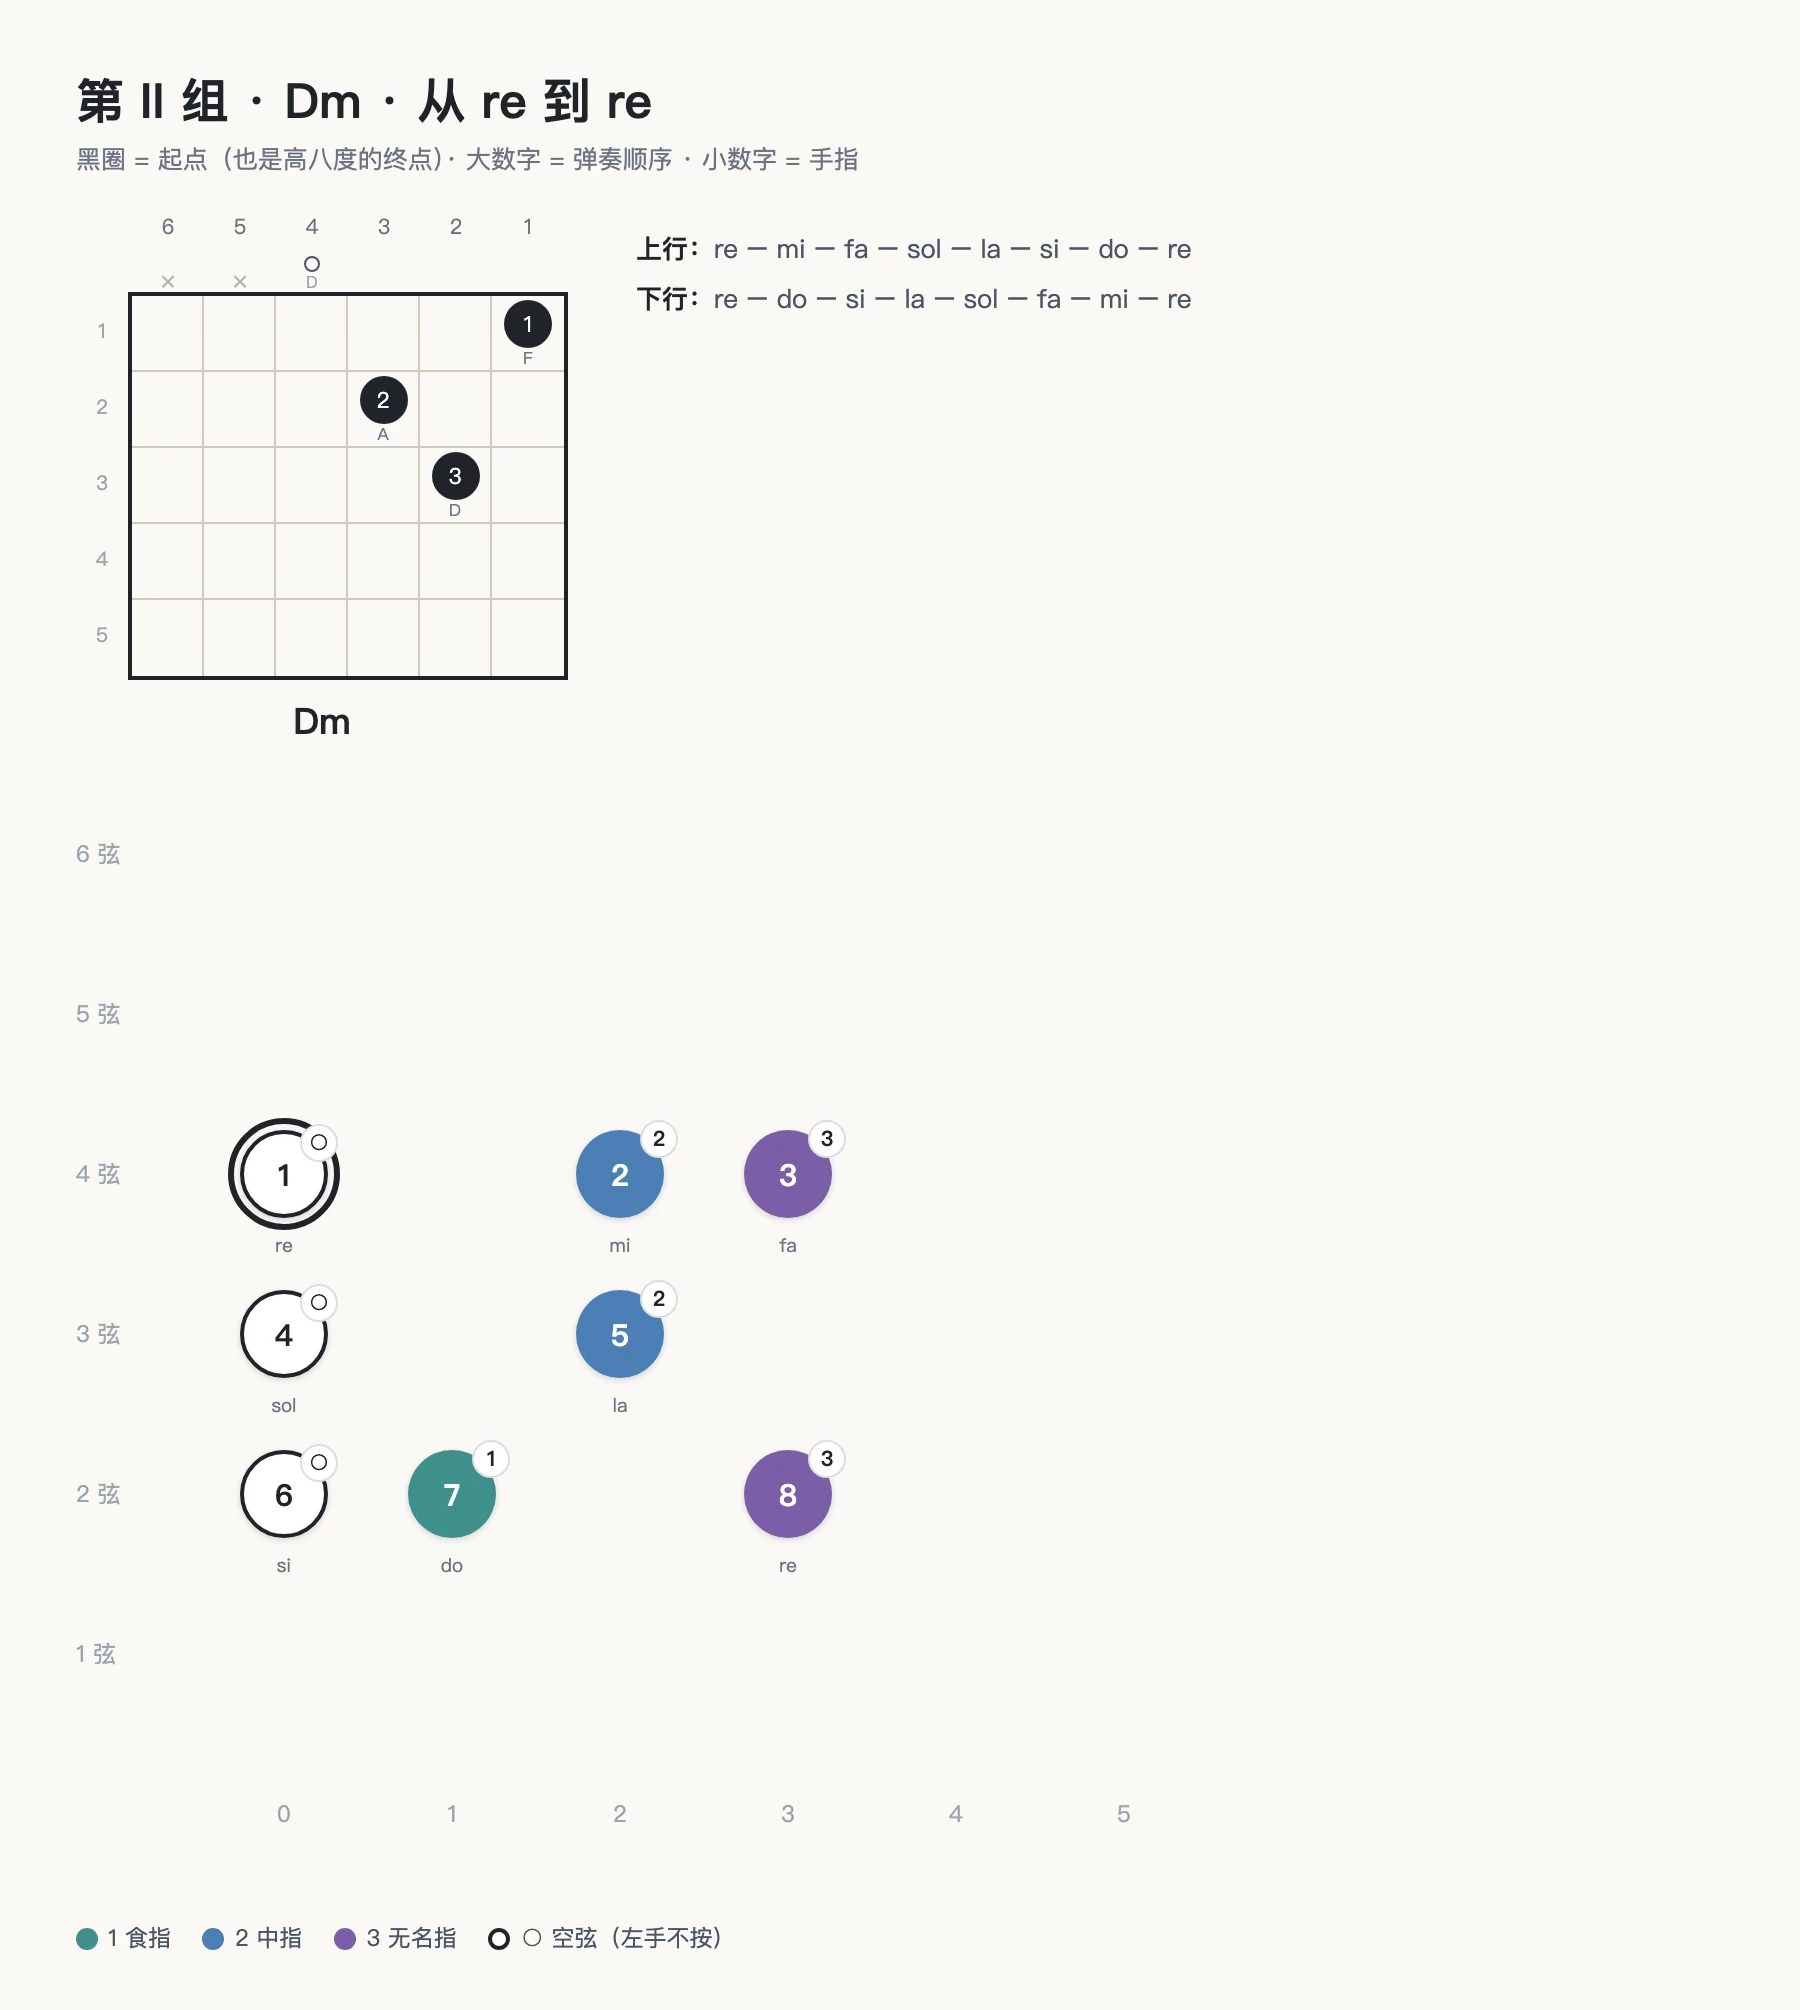 第 II 组 · Dm · 从 re 到 re
黑圈 = 起点（也是高八度的终点）· 大数字 = 弹奏顺序 · 小数字 = 手指
6 5 4 3 2 1
× × D
上行：re — mi — fa — sol — la — si — do — re
下行：re — do — si — la — sol — fa — mi — re
1 1
F
2 2
A
3 3
D
4
5
Dm
6 弦
5 弦
4 弦 1 2 2 3 3
re mi fa
3 弦 4 5 2
sol la
2 弦 6 7 1 8 3
si do re
1 弦
0 1 2 3 4 5
1 食指 2 中指 3 无名指 ○ 空弦（左手不按）